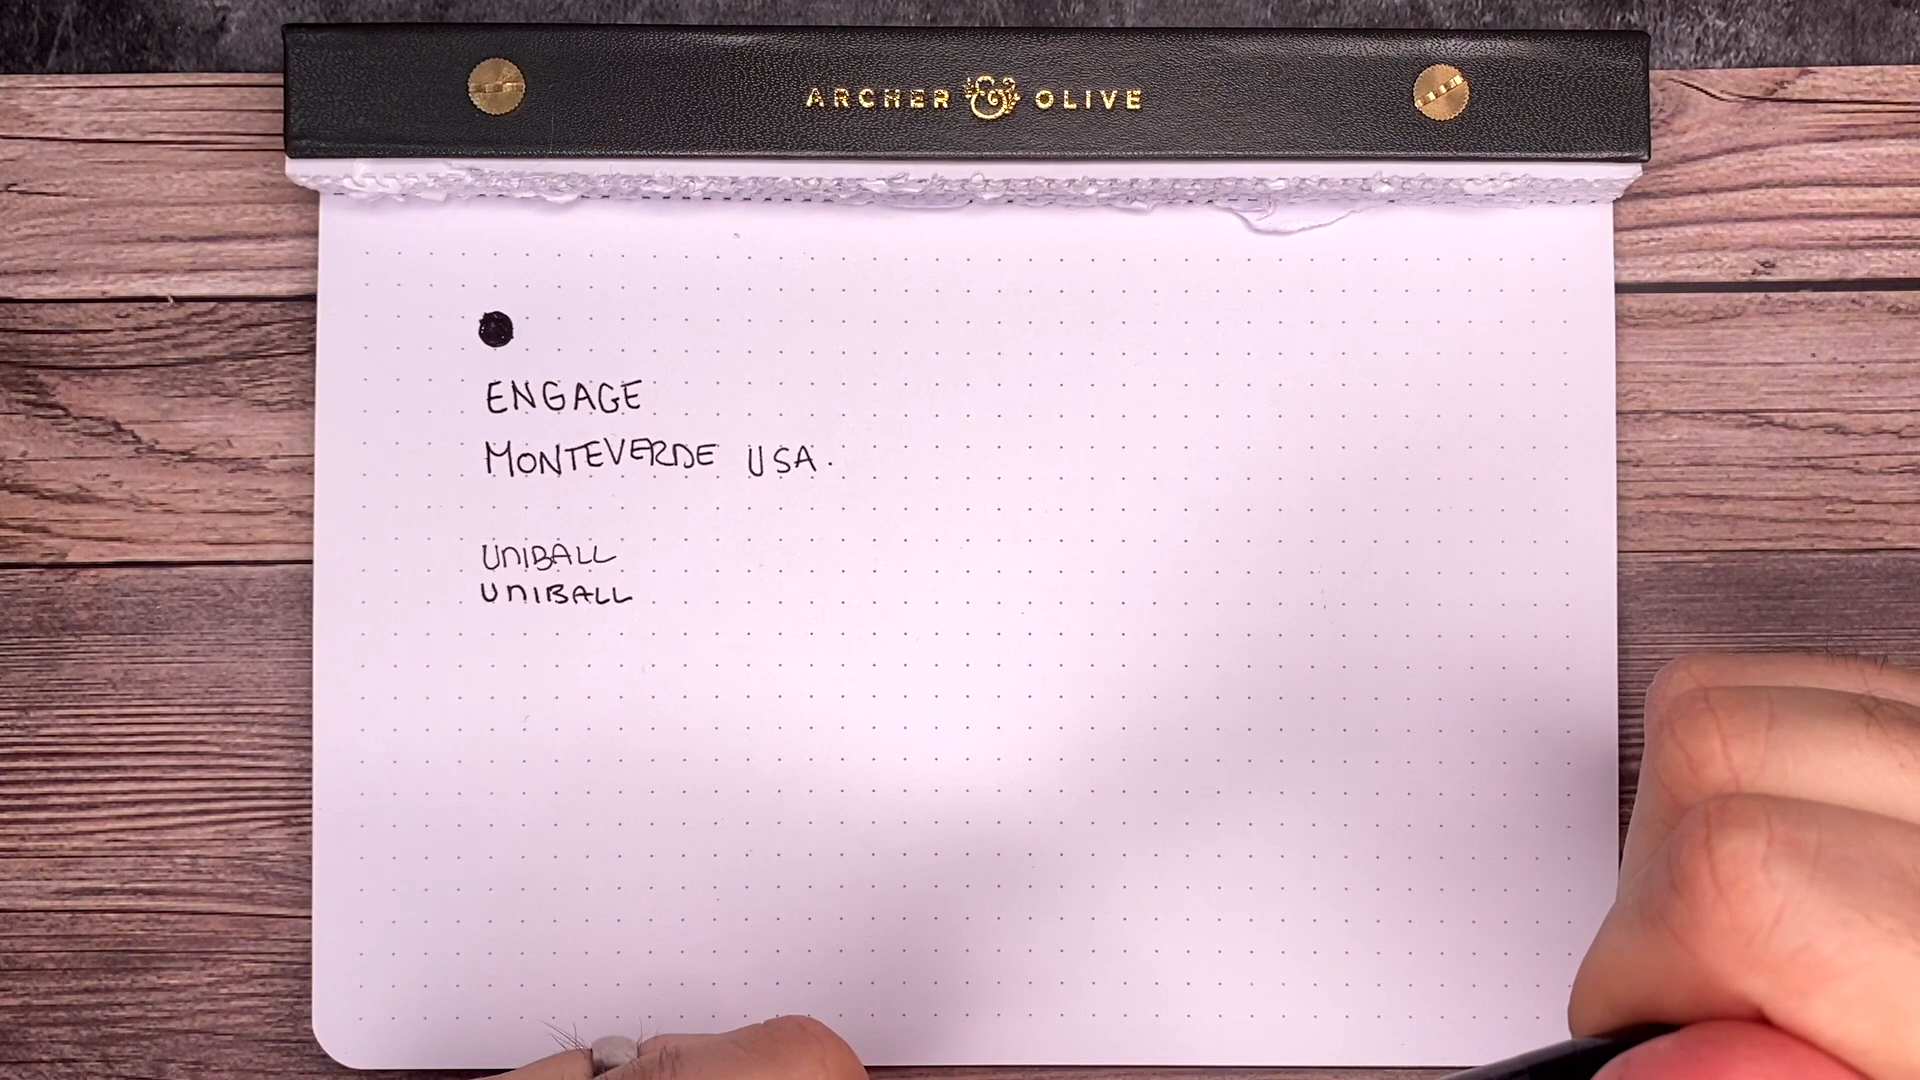 ARCHER & OLIVE
ENGAGE
MONTEVERDE USA.
UNIBALL
UNIBALL